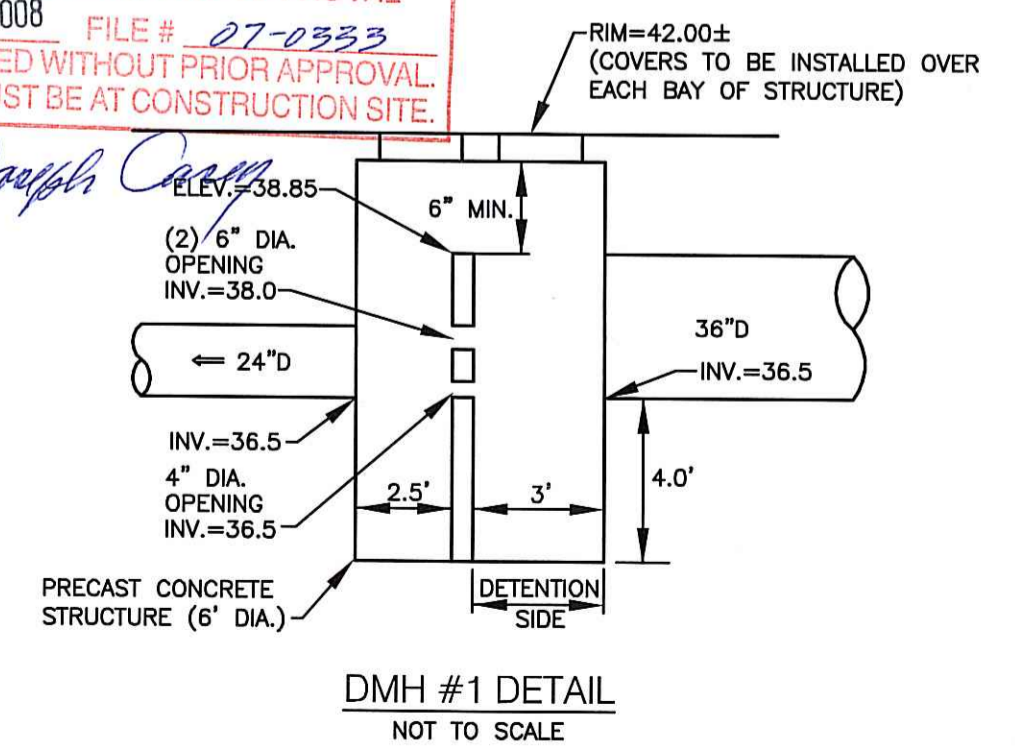 008 FILE # 07-0333
ED WITHOUT PRIOR APPROVAL.
UST BE AT CONSTRUCTION SITE.
Joseph Casey
RIM=42.00±
(COVERS TO BE INSTALLED OVER
EACH BAY OF STRUCTURE)
ELEV.=38.85
6" MIN.
(2) 6" DIA.
OPENING
INV.=38.0
36"D
⇐ 24"D
INV.=36.5
INV.=36.5
4" DIA.
OPENING
INV.=36.5
2.5'
3'
4.0'
PRECAST CONCRETE
STRUCTURE (6' DIA.)
DETENTION
SIDE
DMH #1 DETAIL
NOT TO SCALE